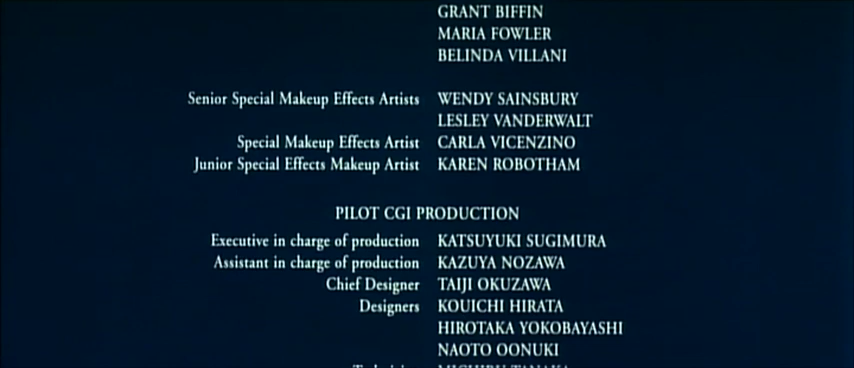 GRANT BIFFIN
MARIA FOWLER
BELINDA VILLANI
Senior Special Makeup Effects Artists WENDY SAINSBURY
LESLEY VANDERWALT
Special Makeup Effects Artist CARLA VICENZINO
Junior Special Effects Makeup Artist KAREN ROBOTHAM
PILOT CGI PRODUCTION
Executive in charge of production KATSUYUKI SUGIMURA
Assistant in charge of production KAZUYA NOZAWA
Chief Designer TAIJI OKUZAWA
Designers KOUICHI HIRATA
HIROTAKA YOKOBAYASHI
NAOTO OONUKI